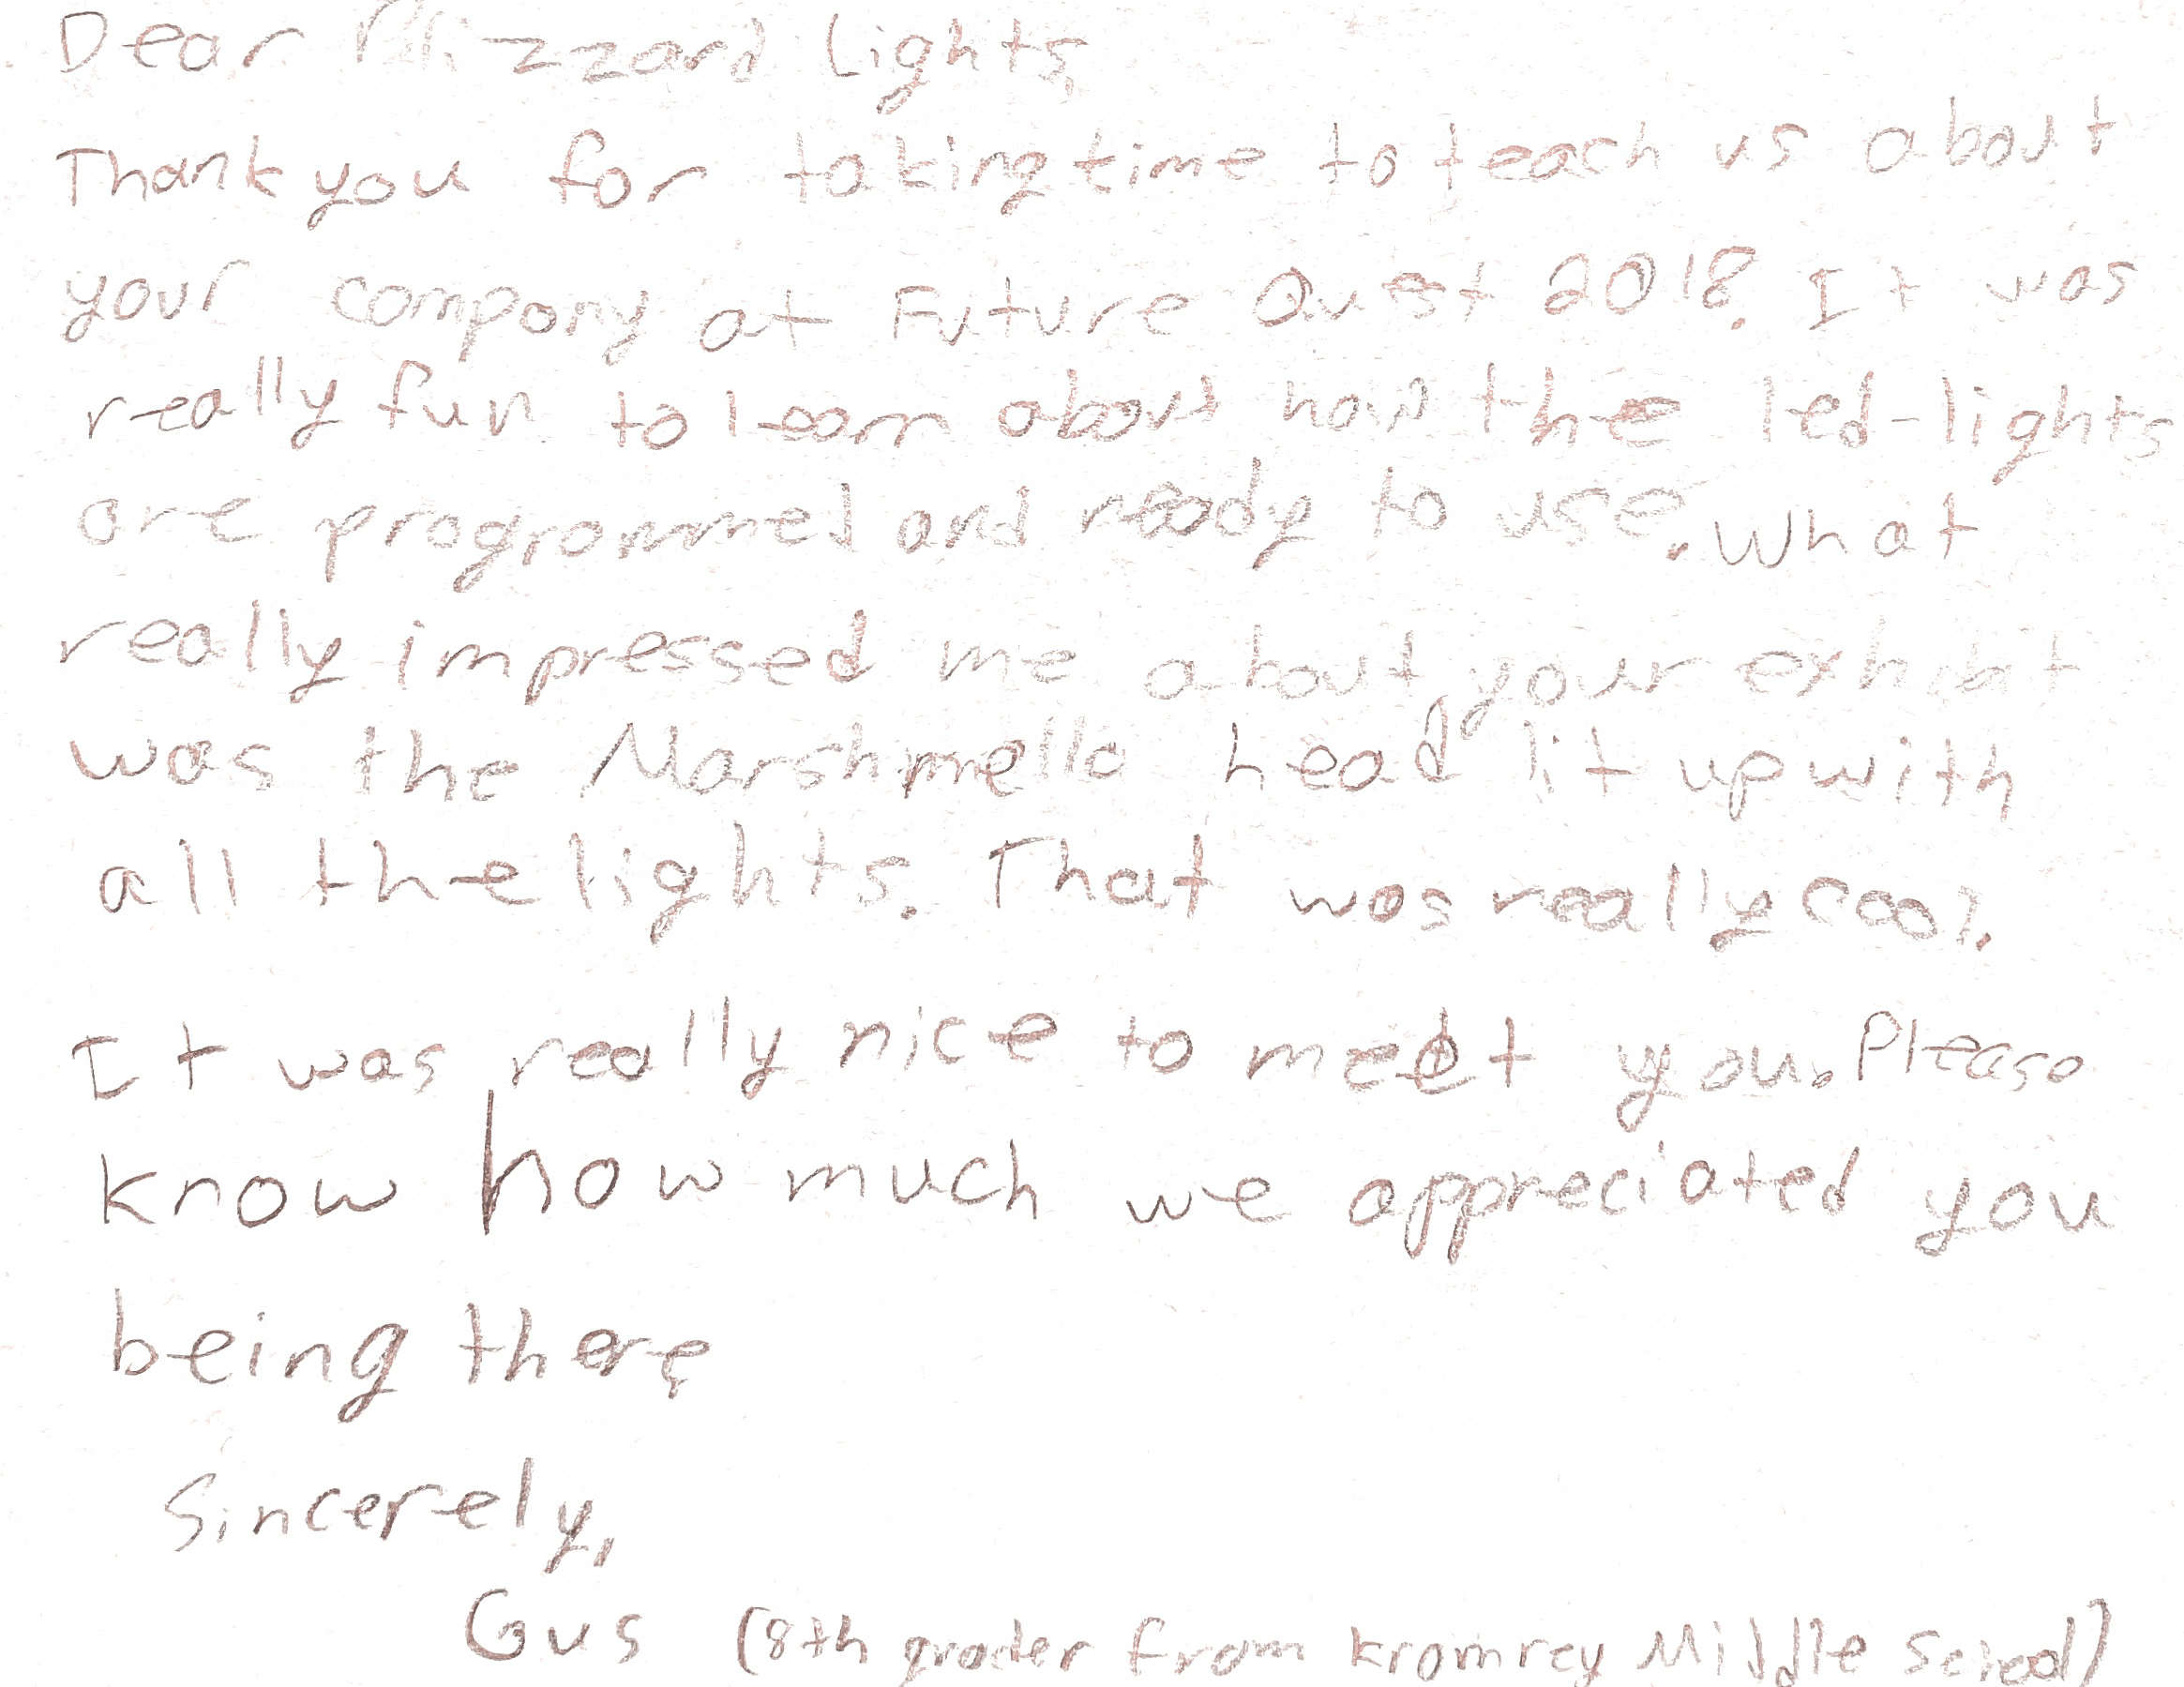 Dear Blizzard Lights,
Thank you for taking time to teach us about
your company at Future Quest 2018. It was
really fun to learn about how the led-lights
are programmed and ready to use. What
really impressed me about your exhibit
was the Marshmello head lit up with
all the lights. That was really cool.
It was really nice to meet you. Please
know how much we appreciated you
being there.
Sincerely,
Gus (8th grader from Kromrey Middle School)